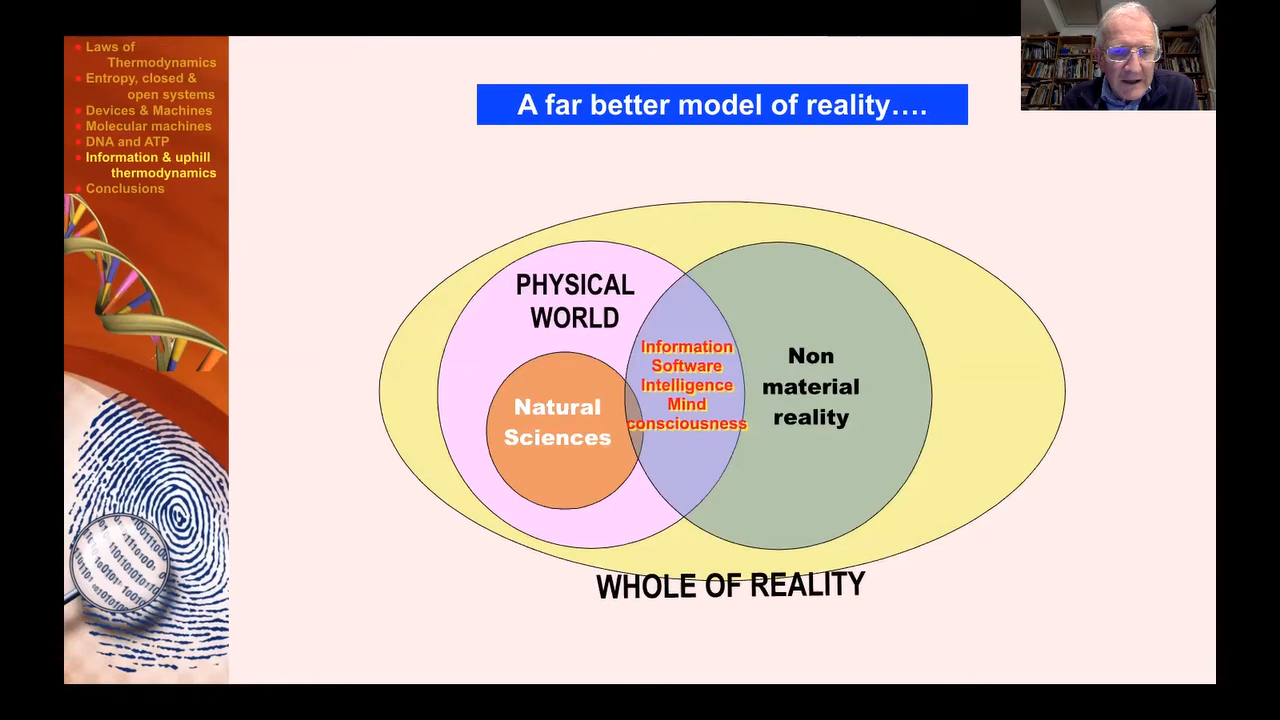 Laws of
Thermodynamics
Entropy, closed &
open systems
Devices & Machines
Molecular machines
DNA and ATP
Information & uphill
thermodynamics
Conclusions
A far better model of reality….
PHYSICAL
WORLD
Natural
Sciences
Information
Software
Intelligence
Mind
consciousness
Non
material
reality
WHOLE OF REALITY